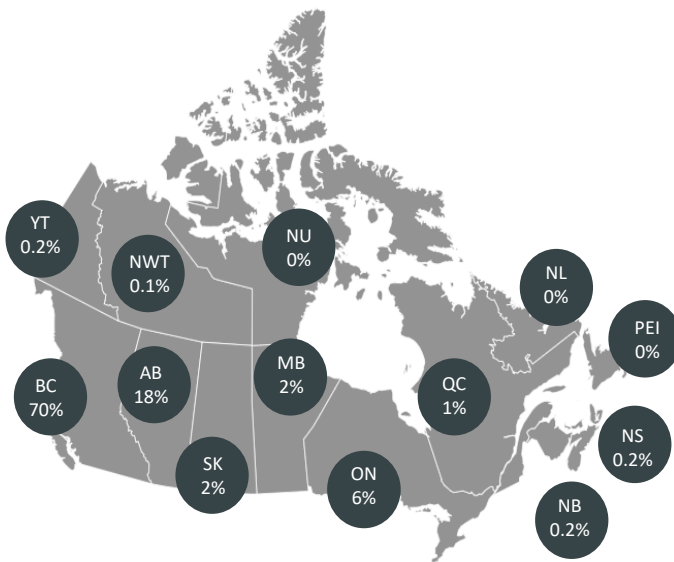 YT
0.2%
NWT
0.1%
NU
0%
NL
0%
PEI
0%
BC
70%
AB
18%
MB
2%
QC
1%
SK
2%
ON
6%
NS
0.2%
NB
0.2%